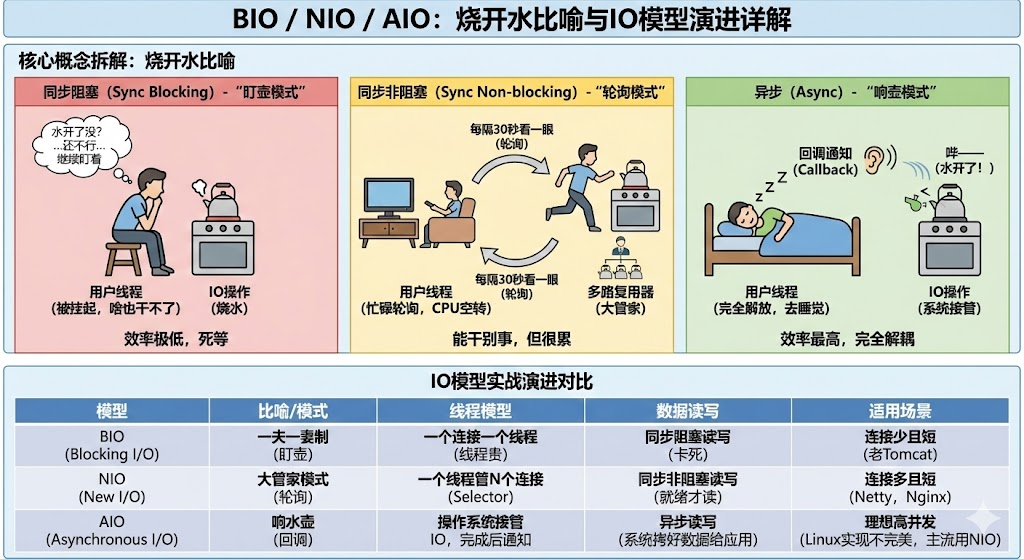 BIO / NIO / AIO：烧开水比喻与IO模型演进详解
核心概念拆解：烧开水比喻
同步阻塞（Sync Blocking）- “盯壶模式”
水开了没？
...还不行...
继续盯着
用户线程
（被挂起，啥也干不了）
IO操作
（烧水）
效率极低，死等
同步非阻塞（Sync Non-blocking）- “轮询模式”
每隔30秒看一眼
（轮询）
每隔30秒看一眼
（轮询）
用户线程
（忙碌轮询，CPU空转）
多路复用器
（大管家）
能干别事，但很累
异步（Async）- “响壶模式”
回调通知
(Callback)
哔——
（水开了！）
z z z
用户线程
（完全解放，去睡觉）
IO操作
（系统接管）
效率最高，完全解耦
IO模型实战演进对比
模型 比喻/模式 线程模型 数据读写 适用场景
BIO 一夫一妻制 一个连接一个线程 同步阻塞读写 连接少且短
（Blocking I/O） （盯壶） （线程贵） （卡死） （老Tomcat）
NIO 大管家模式 一个线程管N个连接 同步非阻塞读写 连接多且短
（New I/O） （轮询） （Selector） （就绪才读） （Netty，Nginx）
AIO 响水壶 操作系统接管 异步读写 理想高并发
（Asynchronous I/O） （回调） IO，完成后通知 （系统拷好数据给应用） （Linux实现不完美，主流用NIO）